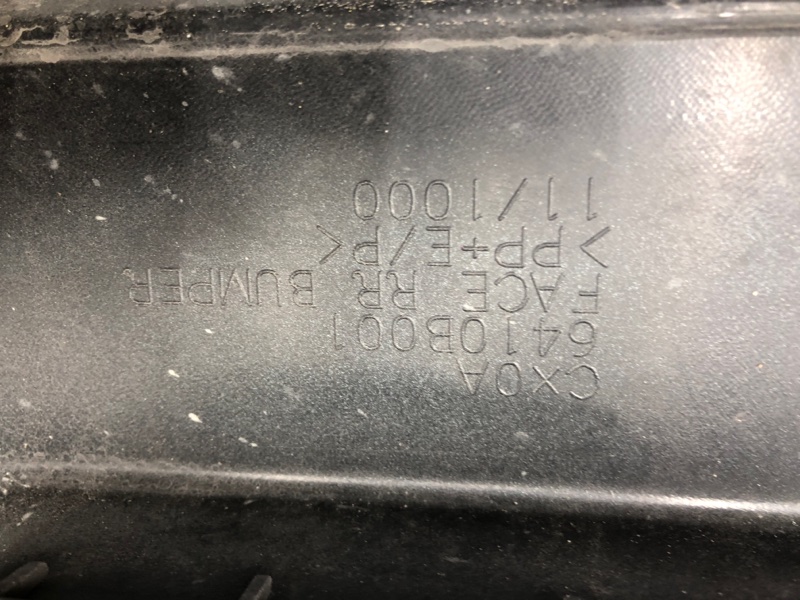 CX0A
6410B001
FACE RR BUMPER
>PP+E/P<
11/1000